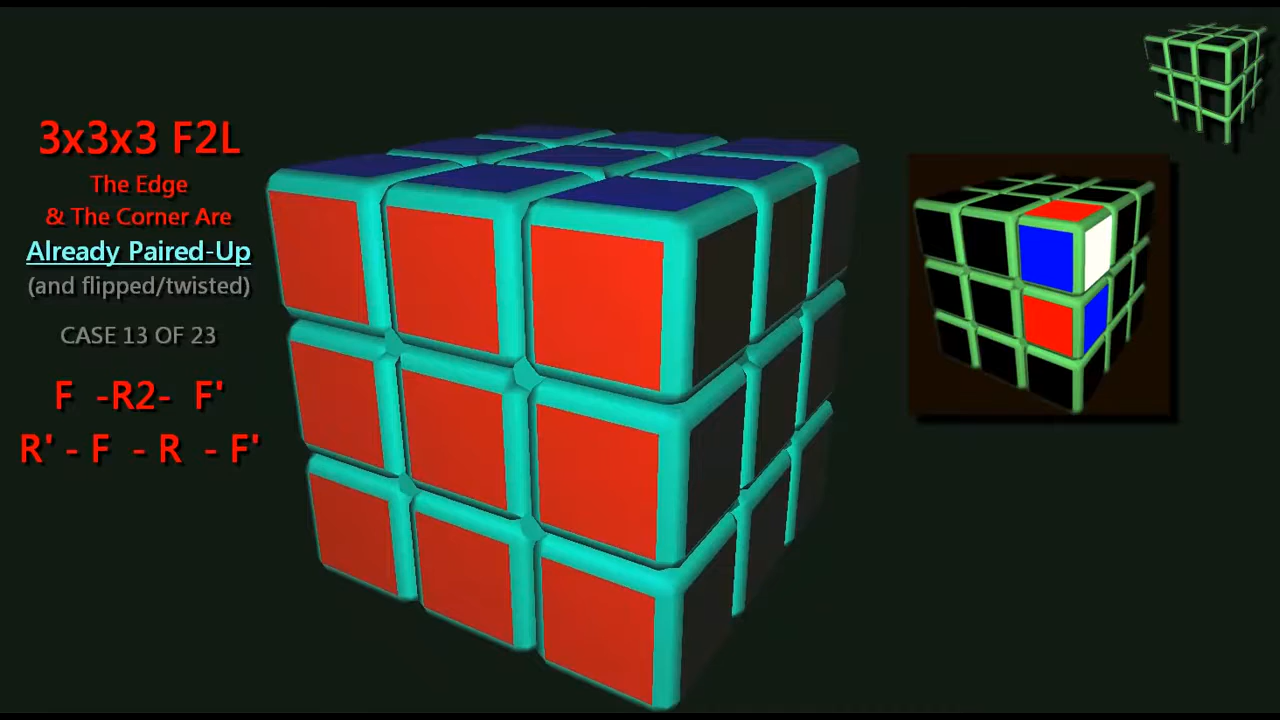 3x3x3 F2L
The Edge
& The Corner Are
Already Paired-Up
(and flipped/twisted)
CASE 13 OF 23
F -R2- F'
R' - F - R - F'